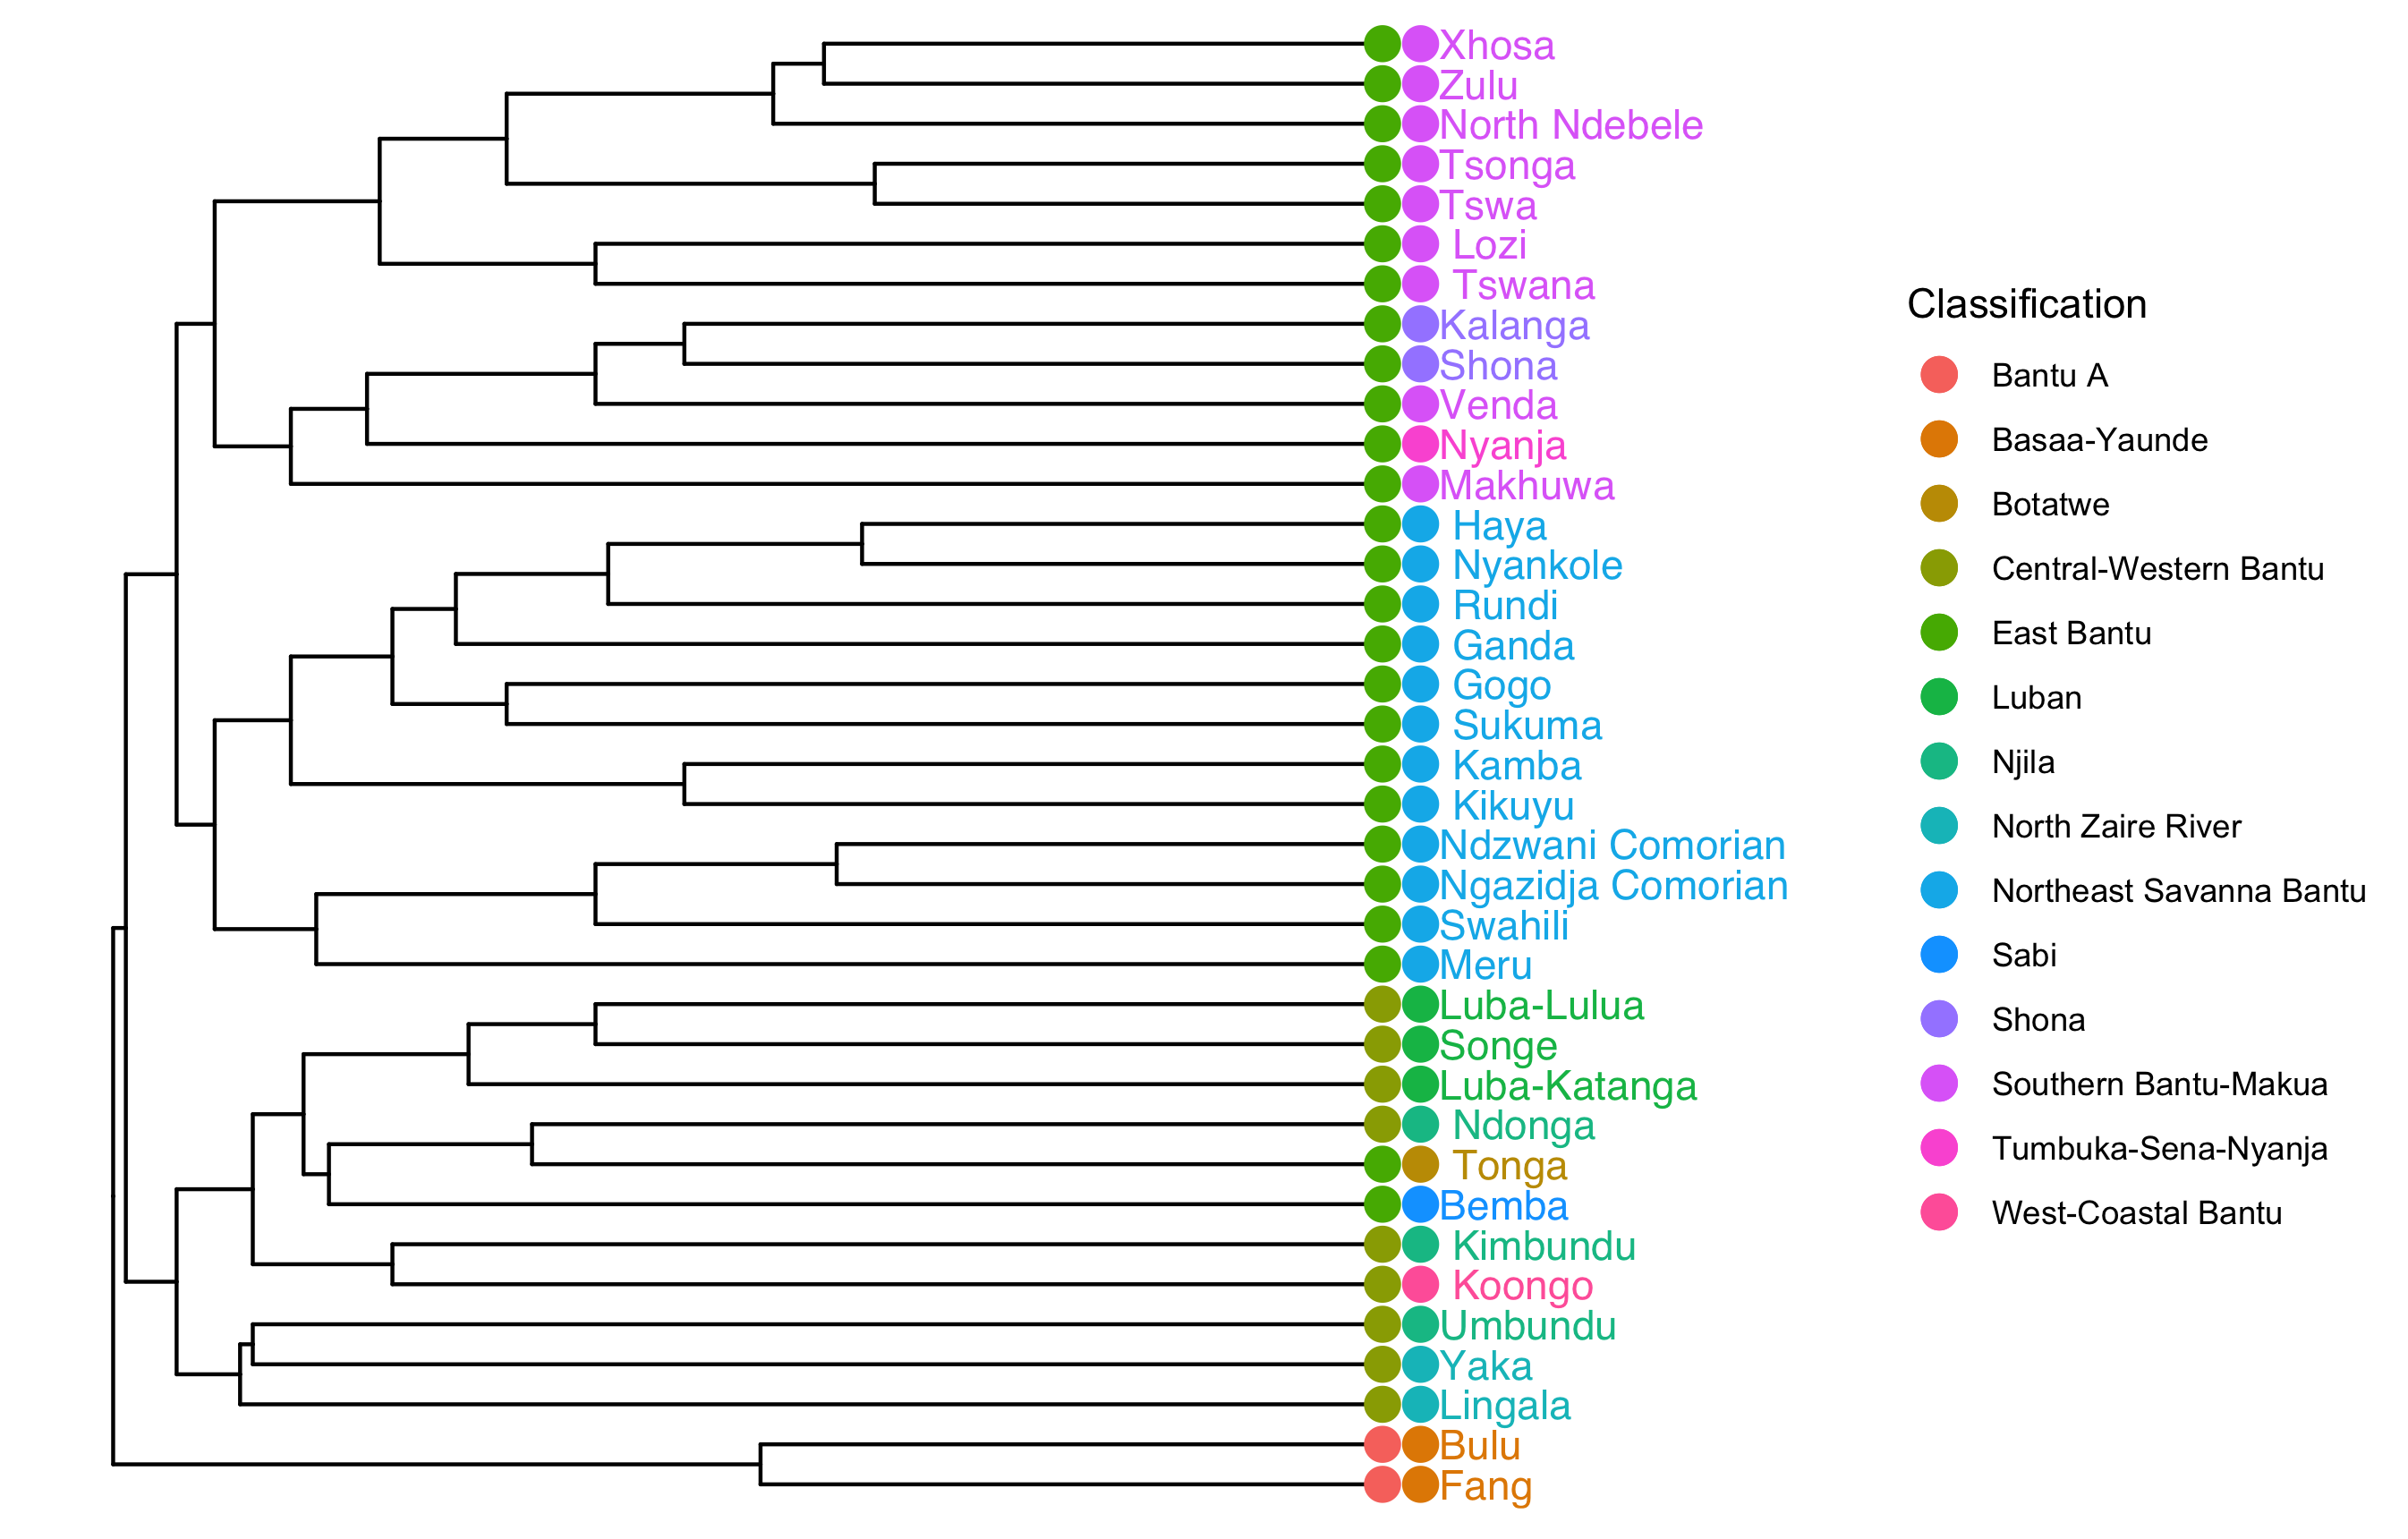 Xhosa
Zulu
North Ndebele
Tsonga
Tswa
Lozi
Tswana
Kalanga
Shona
Venda
Nyanja
Makhuwa
Haya
Nyankole
Rundi
Ganda
Gogo
Sukuma
Kamba
Kikuyu
Ndzwani Comorian
Ngazidja Comorian
Swahili
Meru
Luba-Lulua
Songe
Luba-Katanga
Ndonga
Tonga
Bemba
Kimbundu
Koongo
Umbundu
Yaka
Lingala
Bulu
Fang
Classification
Bantu A
Basaa-Yaunde
Botatwe
Central-Western Bantu
East Bantu
Luban
Njila
North Zaire River
Northeast Savanna Bantu
Sabi
Shona
Southern Bantu-Makua
Tumbuka-Sena-Nyanja
West-Coastal Bantu